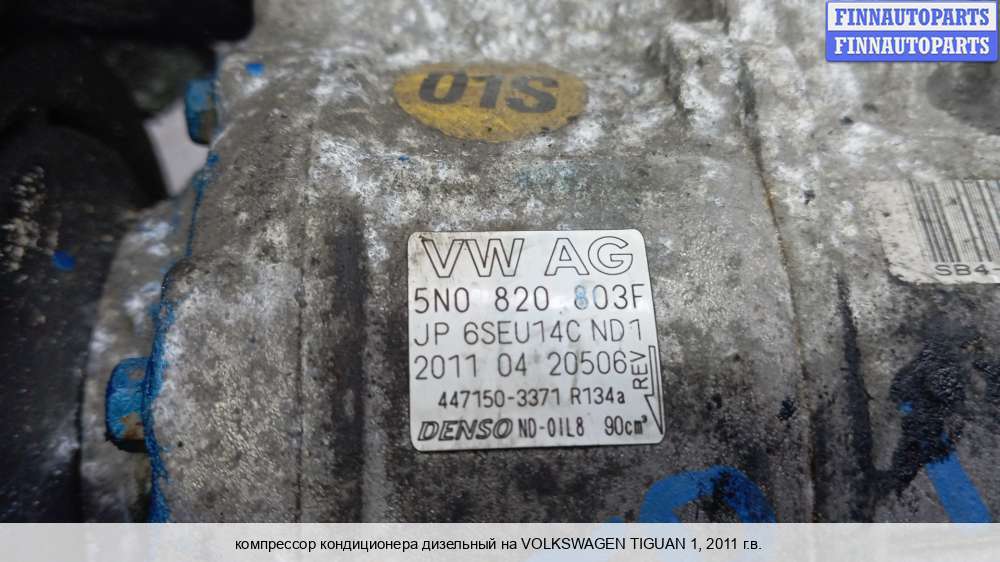 FINNAUTOPARTS
FINNAUTOPARTS
01S
VW AG
5N0 820 803F
JP 6SEU14C ND1
2011 04 20506
REV
447150-3371 R134a
DENSO ND-OIL8 90cm³
SB4-
компрессор кондиционера дизельный на VOLKSWAGEN TIGUAN 1, 2011 г.в.